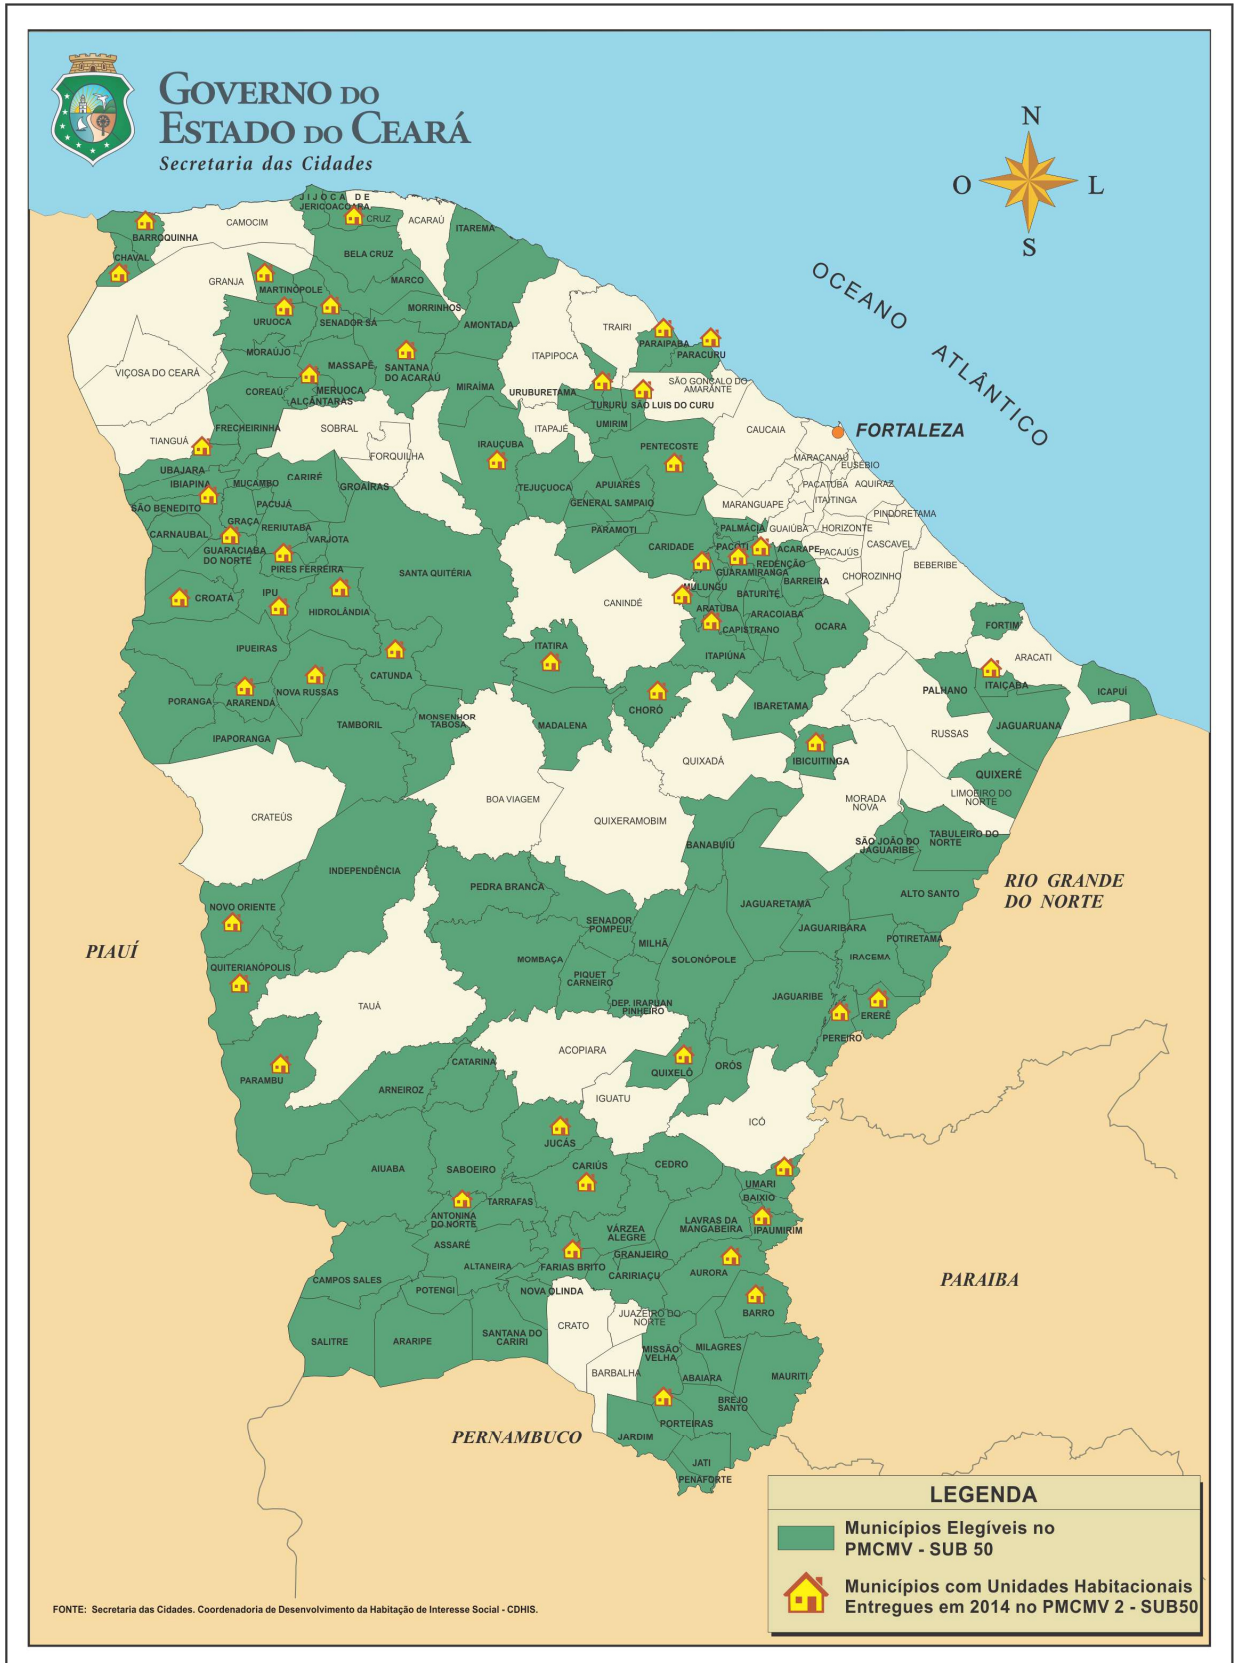 GOVERNO DO
ESTADO DO CEARÁ
Secretaria das Cidades
N
O
L
S
OCEANO ATLÂNTICO
JIJOCA DE
JERICOACOARA
CRUZ
ACARAÚ
CAMOCIM
BARROQUINHA
ITAREMA
CHAVAL
BELA CRUZ
GRANJA
MARCO
MARTINÓPOLE
MORRINHOS
URUOCA
SENADOR SÁ
AMONTADA
TRAIRI
PARAIPABA
PARACURU
MORAÚJO
MASSAPÊ
SANTANA
DO ACARAÚ
ITAPIPOCA
VIÇOSA DO CEARÁ
COREAÚ
MERUOCA
ALCÂNTARAS
MIRAÍMA
URUBURETAMA
SÃO GONÇALO DO
AMARANTE
TURURU
SÃO LUIS DO CURU
FRECHEIRINHA
SOBRAL
ITAPAJÉ
UMIRIM
CAUCAIA
FORTALEZA
TIANGUÁ
FORQUILHA
IRAUÇUBA
PENTECOSTE
MARACANAÚ
EUSÉBIO
UBAJARA
IBIAPINA
MUCAMBO
CARIRÉ
GROAÍRAS
TEJUÇUOCA
APUIARÉS
PACATUBA
AQUIRAZ
ITAITINGA
SÃO BENEDITO
PACUJÁ
GENERAL SAMPAIO
MARANGUAPE
PINDORETAMA
GRAÇA
RERIUTABA
CARNAUBAL
VARJOTA
PARAMOTI
PALMÁCIA
GUAIÚBA
HORIZONTE
GUARACIABA
DO NORTE
PIRES FERREIRA
CARIDADE
PACOTI
ACARAPE
PACAJÚS
CASCAVEL
REDENÇÃO
GUARAMIRANGA
BEBERIBE
SANTA QUITÉRIA
CHOROZINHO
BARREIRA
MULUNGU
BATURITÉ
CROATÁ
IPU
HIDROLÂNDIA
CANINDÉ
ARATUBA
ARACOIABA
CAPISTRANO
OCARA
FORTIM
IPUEIRAS
ITATIRA
ITAPIÚNA
ARACATI
CATUNDA
ITAIÇABA
PORANGA
ARARENDÁ
NOVA RUSSAS
PALHANO
ICAPUÍ
CHORÓ
IBARETAMA
IPAPORANGA
TAMBORIL
MONSENHOR
TABOSA
MADALENA
JAGUARUANA
RUSSAS
QUIXADÁ
IBICUITINGA
QUIXERÉ
BOA VIAGEM
MORADA
NOVA
LIMOEIRO DO
NORTE
CRATEÚS
QUIXERAMOBIM
BANABUIÚ
SÃO JOÃO DO
JAGUARIBE
TABULEIRO DO
NORTE
INDEPENDÊNCIA
RIO GRANDE
DO NORTE
PEDRA BRANCA
ALTO SANTO
NOVO ORIENTE
JAGUARETAMA
SENADOR
POMPEU
JAGUARIBARA
PIAUÍ
MILHÃ
POTIRETAMA
QUITERIANÓPOLIS
MOMBAÇA
SOLONÓPOLE
IRACEMA
PIQUET
CARNEIRO
DEP. IRAPUAN
PINHEIRO
JAGUARIBE
TAUÁ
ERERÊ
PEREIRO
ACOPIARA
CATARINA
PARAMBU
QUIXELÔ
ORÓS
ARNEIROZ
IGUATU
ICÓ
JUCÁS
AIUABA
SABOEIRO
CARIÚS
CEDRO
UMARI
BAIXIO
TARRAFAS
ANTONINA
DO NORTE
LAVRAS DA
MANGABEIRA
IPAUMIRIM
VÁRZEA
ALEGRE
ASSARÉ
GRANJEIRO
ALTANEIRA
FARIAS BRITO
CARIRIAÇU
AURORA
CAMPOS SALES
POTENGI
NOVA OLINDA
PARAIBA
JUAZEIRO DO
NORTE
BARRO
CRATO
SALITRE
ARARIPE
SANTANA DO
CARIRI
MISSÃO
VELHA
MILAGRES
BARBALHA
ABAIARA
MAURITI
BREJO
SANTO
PORTEIRAS
PERNAMBUCO
JARDIM
JATI
PENAFORTE
LEGENDA
Municípios Elegíveis no
PMCMV - SUB 50
Municípios com Unidades Habitacionais
Entregues em 2014 no PMCMV 2 - SUB50
FONTE: Secretaria das Cidades. Coordenadoria de Desenvolvimento da Habitação de Interesse Social - CDHIS.